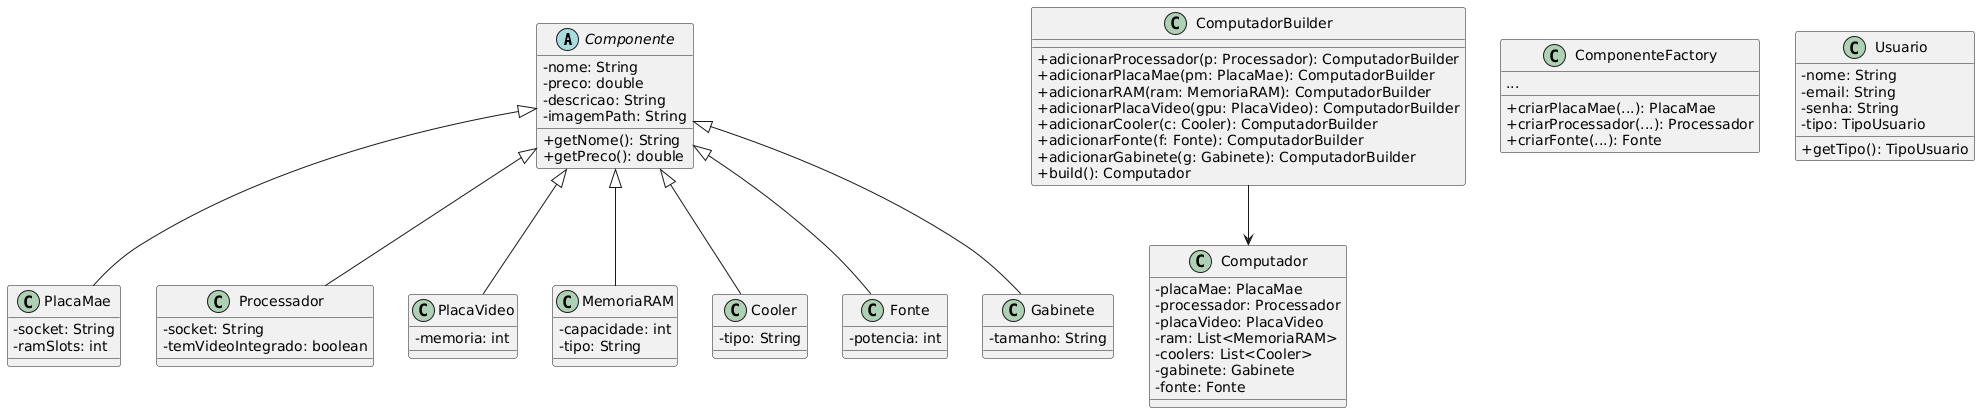 Componente
-nome: String
-preco: double
-descricao: String
-imagemPath: String
+getNome(): String
+getPreco(): double
ComputadorBuilder
+adicionarProcessador(p: Processador): ComputadorBuilder
+adicionarPlacaMae(pm: PlacaMae): ComputadorBuilder
+adicionarRAM(ram: MemoriaRAM): ComputadorBuilder
+adicionarPlacaVideo(gpu: PlacaVideo): ComputadorBuilder
+adicionarCooler(c: Cooler): ComputadorBuilder
+adicionarFonte(f: Fonte): ComputadorBuilder
+adicionarGabinete(g: Gabinete): ComputadorBuilder
+build(): Computador
ComponenteFactory
...
+criarPlacaMae(...): PlacaMae
+criarProcessador(...): Processador
+criarFonte(...): Fonte
Usuario
-nome: String
-email: String
-senha: String
-tipo: TipoUsuario
+getTipo(): TipoUsuario
PlacaMae
-socket: String
-ramSlots: int
Processador
-socket: String
-temVideoIntegrado: boolean
PlacaVideo
-memoria: int
MemoriaRAM
-capacidade: int
-tipo: String
Cooler
-tipo: String
Fonte
-potencia: int
Gabinete
-tamanho: String
Computador
-placaMae: PlacaMae
-processador: Processador
-placaVideo: PlacaVideo
-ram: List<MemoriaRAM>
-coolers: List<Cooler>
-gabinete: Gabinete
-fonte: Fonte